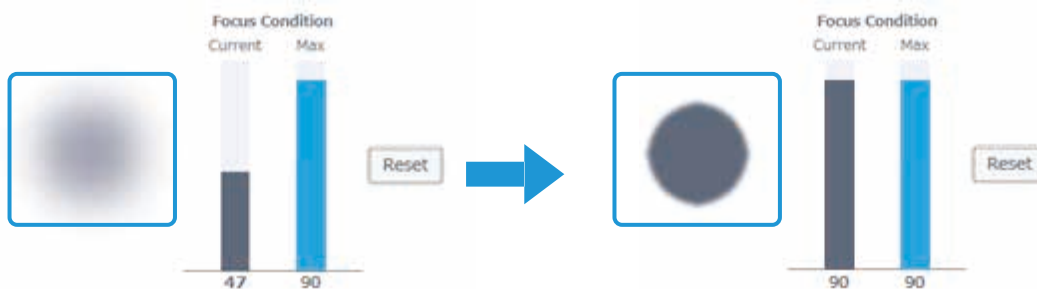 Focus Condition
Current Max
Reset
47 90
Focus Condition
Current Max
Reset
90 90